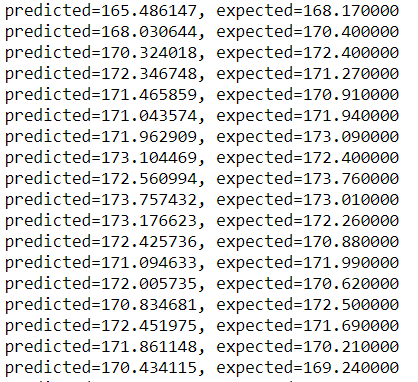 predicted=165.486147, expected=168.170000
predicted=168.030644, expected=170.400000
predicted=170.324018, expected=172.400000
predicted=172.346748, expected=171.270000
predicted=171.465859, expected=170.910000
predicted=171.043574, expected=171.940000
predicted=171.962909, expected=173.090000
predicted=173.104469, expected=172.400000
predicted=172.560994, expected=173.760000
predicted=173.757432, expected=173.010000
predicted=173.176623, expected=172.260000
predicted=172.425736, expected=170.880000
predicted=171.094633, expected=171.990000
predicted=172.005735, expected=170.620000
predicted=170.834681, expected=172.500000
predicted=172.451975, expected=171.690000
predicted=171.861148, expected=170.210000
predicted=170.434115, expected=169.240000